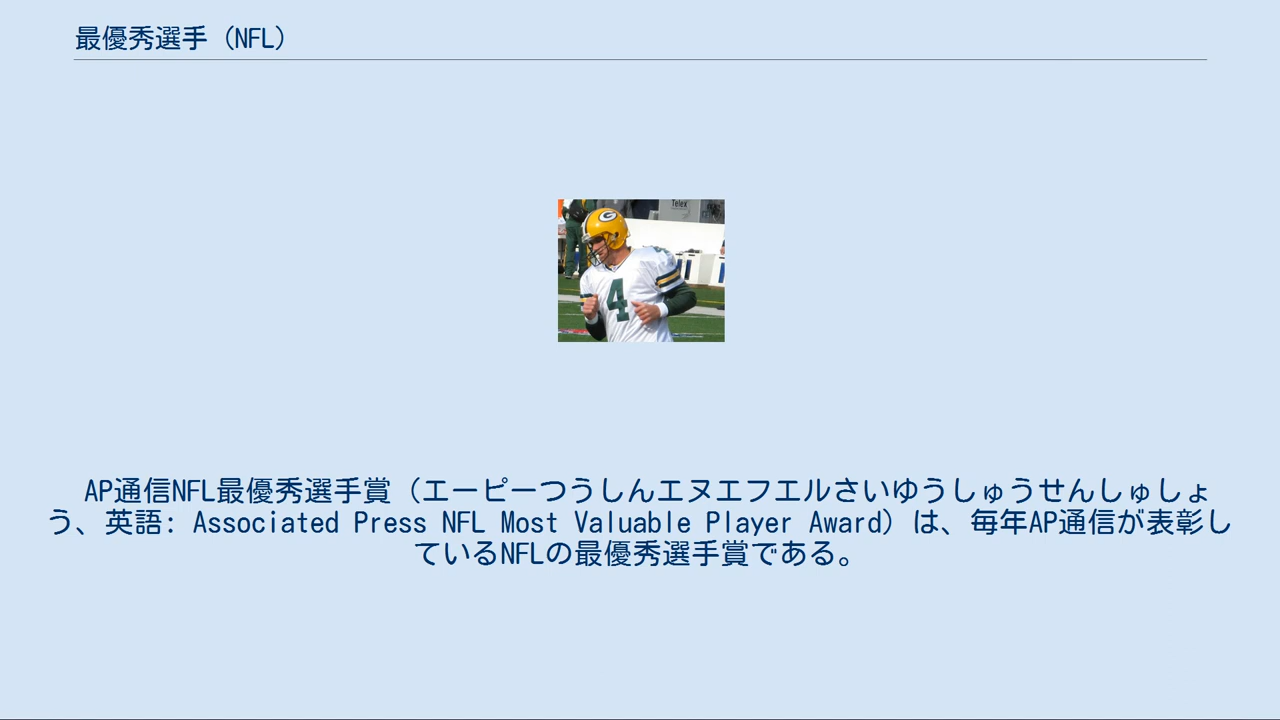 最優秀選手（NFL）
Telex
4
AP通信NFL最優秀選手賞（エーピーつうしんエヌエフエルさいゆうしゅうせんしゅしょ
う、英語: Associated Press NFL Most Valuable Player Award）は、毎年AP通信が表彰し
ているNFLの最優秀選手賞である。